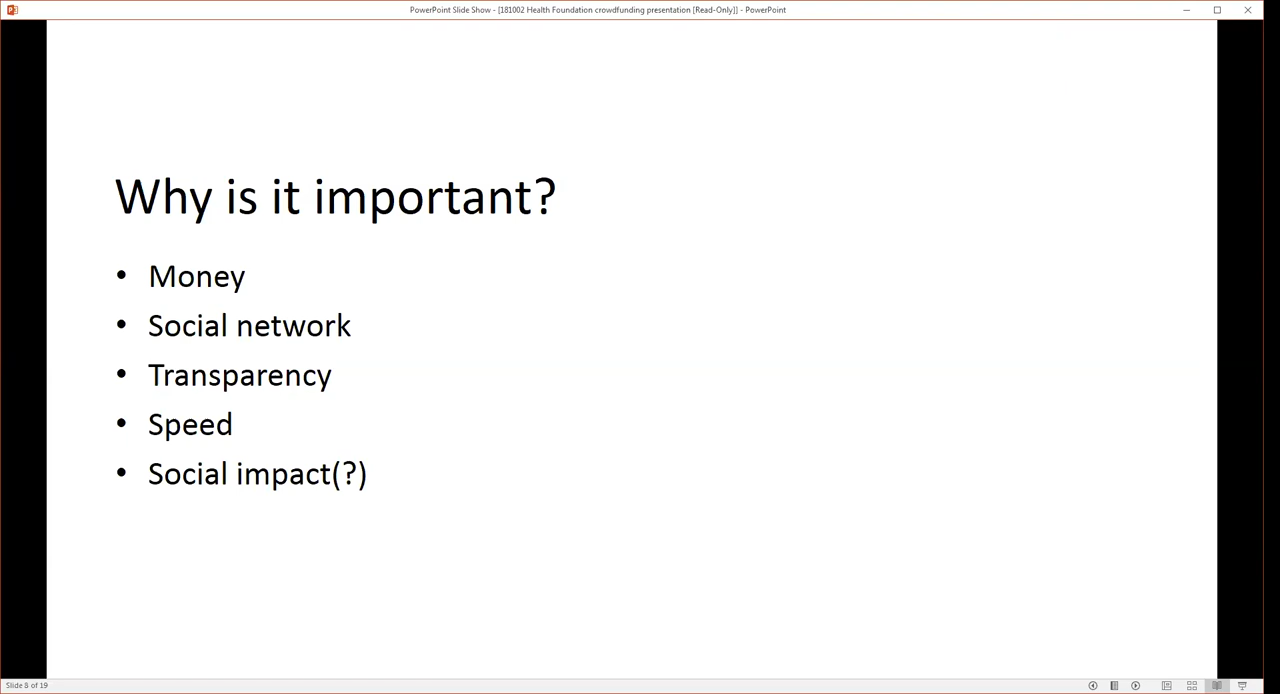 PowerPoint Slide Show - [181002 Health Foundation crowdfunding presentation [Read-Only]] - PowerPoint
Why is it important?
• Money
• Social network
• Transparency
• Speed
• Social impact(?)
Slide 8 of 19